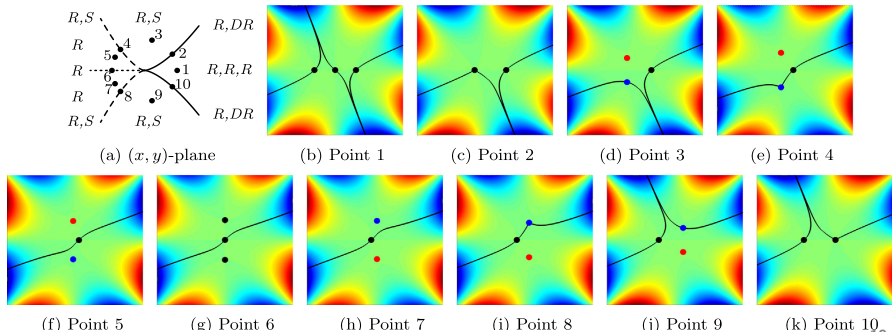 R,S R,S
R,DR
3
R 4 2
5
R 6 1 R,R,R
7
R 8 10
9
R,S R,S R,DR
(a) (x, y)-plane (b) Point 1 (c) Point 2 (d) Point 3 (e) Point 4
(f) Point 5 (g) Point 6 (h) Point 7 (i) Point 8 (j) Point 9 (k) Point 10